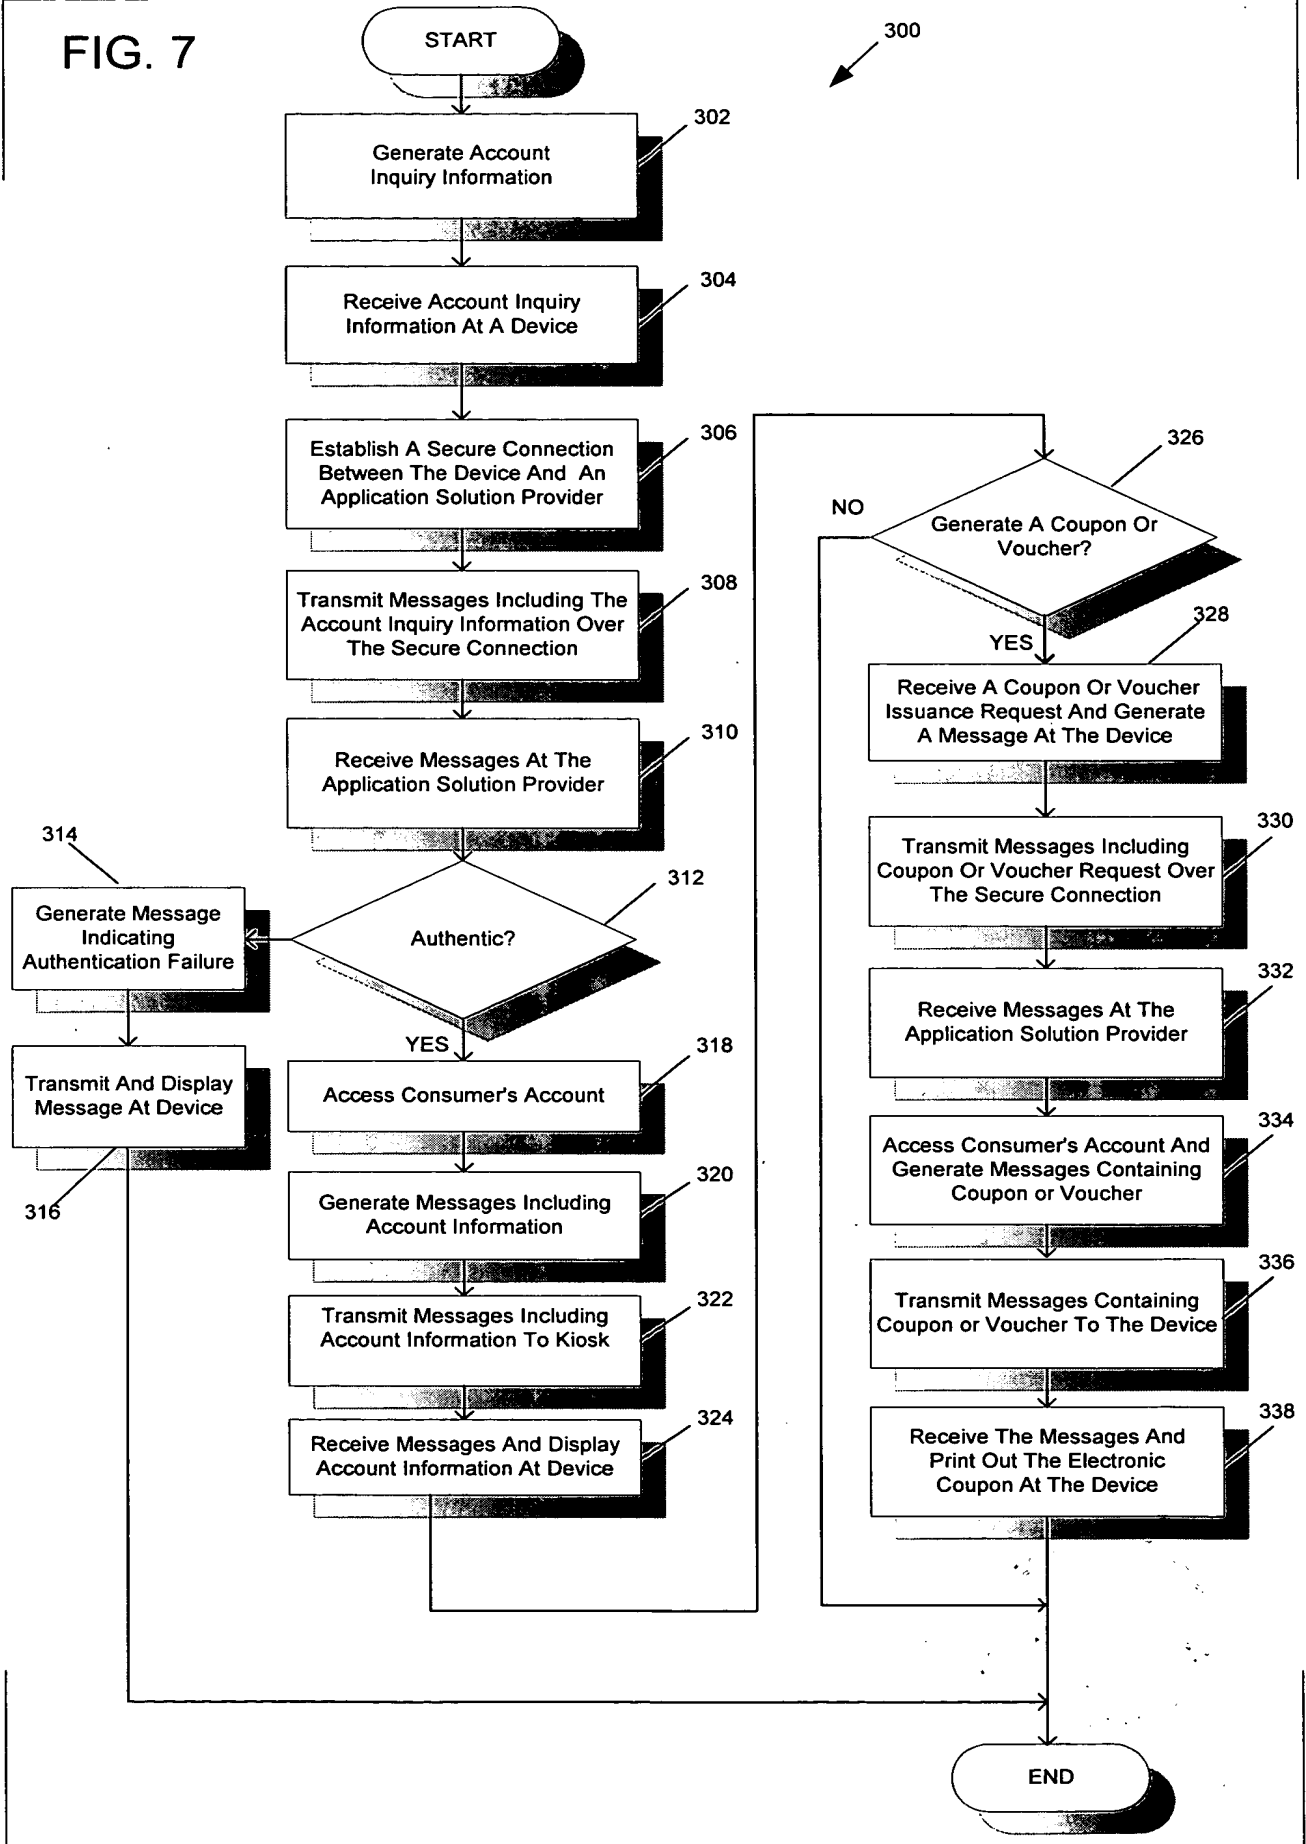 FIG. 7
START
300
302
Generate Account
Inquiry Information
304
Receive Account Inquiry
Information At A Device
306
Establish A Secure Connection
Between The Device And An
Application Solution Provider
308
Transmit Messages Including The
Account Inquiry Information Over
The Secure Connection
310
Receive Messages At The
Application Solution Provider
312
Authentic?
314
Generate Message
Indicating
Authentication Failure
Transmit And Display
Message At Device
316
YES
318
Access Consumer's Account
320
Generate Messages Including
Account Information
322
Transmit Messages Including
Account Information To Kiosk
324
Receive Messages And Display
Account Information At Device
326
NO
Generate A Coupon Or
Voucher?
YES
328
Receive A Coupon Or Voucher
Issuance Request And Generate
A Message At The Device
330
Transmit Messages Including
Coupon Or Voucher Request Over
The Secure Connection
332
Receive Messages At The
Application Solution Provider
334
Access Consumer's Account And
Generate Messages Containing
Coupon or Voucher
336
Transmit Messages Containing
Coupon or Voucher To The Device
338
Receive The Messages And
Print Out The Electronic
Coupon At The Device
END